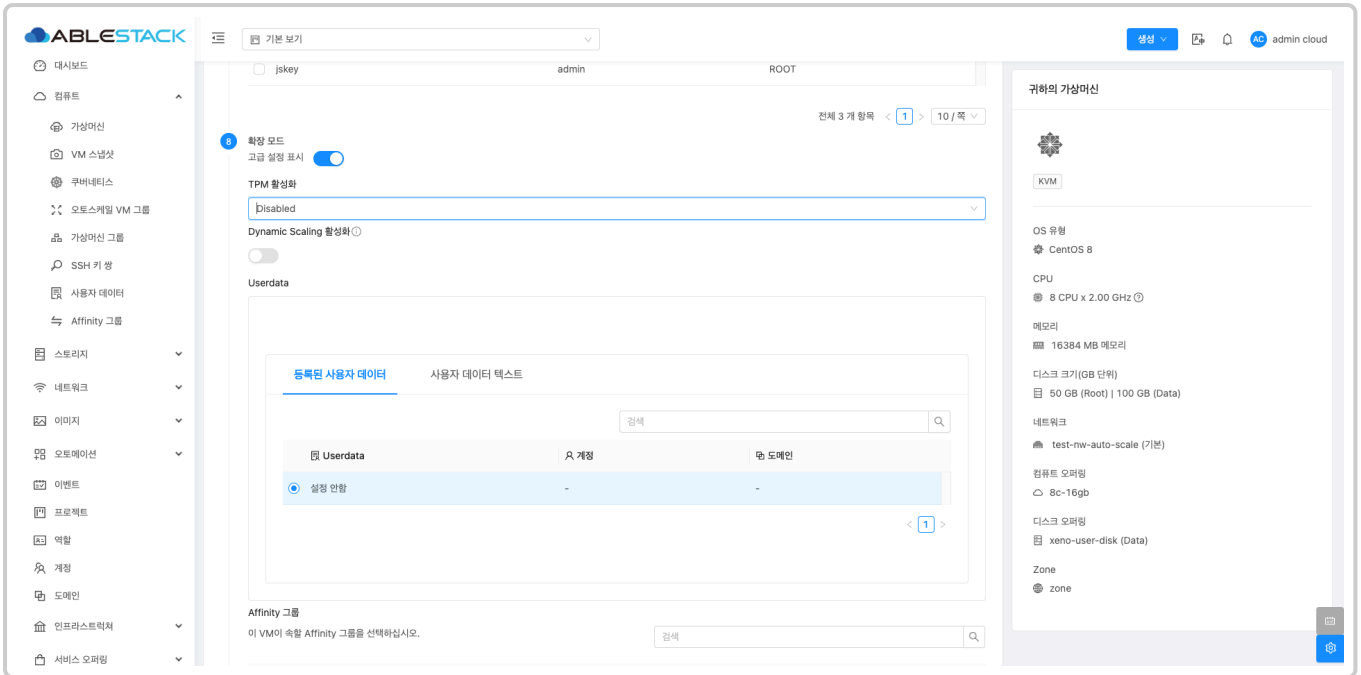 ABLESTACK
기본 보기
생성
AC
admin cloud
대시보드
컴퓨트
가상머신
VM 스냅샷
쿠버네티스
오토스케일 VM 그룹
가상머신 그룹
SSH 키 쌍
사용자 데이터
Affinity 그룹
스토리지
네트워크
이미지
오토메이션
이벤트
프로젝트
역할
계정
도메인
인프라스트럭쳐
서비스 오퍼링
jskey admin ROOT
전체 3 개 항목 < 1 > 10 / 쪽
8 확장 모드
고급 설정 표시
TPM 활성화
Disabled
Dynamic Scaling 활성화
Userdata
등록된 사용자 데이터 사용자 데이터 텍스트
검색
Userdata 계정 도메인
설정 안함 - -
< 1 >
Affinity 그룹
이 VM이 속할 Affinity 그룹을 선택하십시오.
검색
귀하의 가상머신
KVM
OS 유형
CentOS 8
CPU
8 CPU x 2.00 GHz
메모리
16384 MB 메모리
디스크 크기(GB 단위)
50 GB (Root) | 100 GB (Data)
네트워크
test-nw-auto-scale (기본)
컴퓨트 오퍼링
8c-16gb
디스크 오퍼링
xeno-user-disk (Data)
Zone
zone